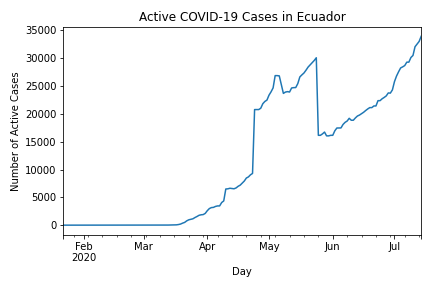 Active COVID-19 Cases in Ecuador
Number of Active Cases
35000
30000
25000
20000
15000
10000
5000
0
Feb Mar Apr May Jun Jul
2020
Day